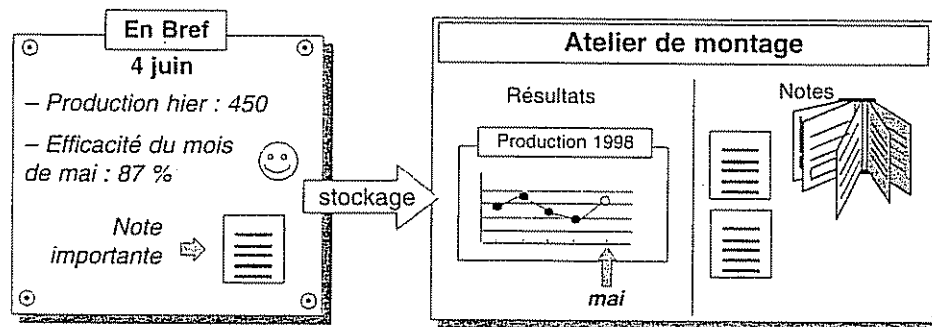 En Bref
4 juin
– Production hier : 450
– Efficacité du mois
de mai : 87 %
Note
importante
stockage
Atelier de montage
Résultats
Production 1998
mai
Notes